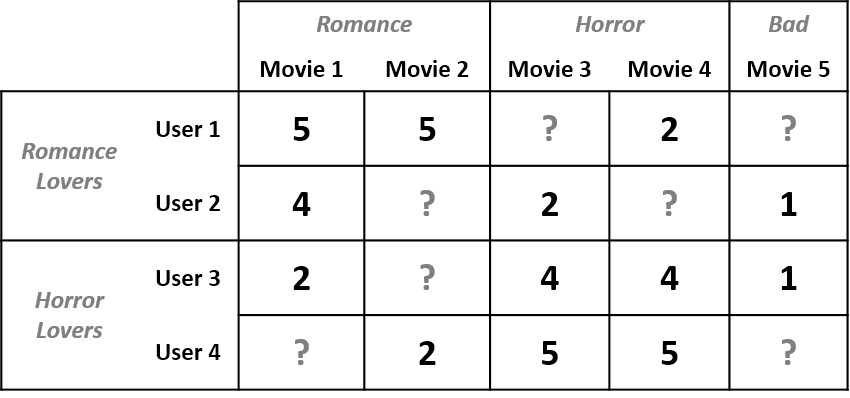 Romance Horror Bad
Movie 1 Movie 2 Movie 3 Movie 4 Movie 5
Romance Lovers
User 1 5 5 ? 2 ?
User 2 4 ? 2 ? 1
Horror Lovers
User 3 2 ? 4 4 1
User 4 ? 2 5 5 ?